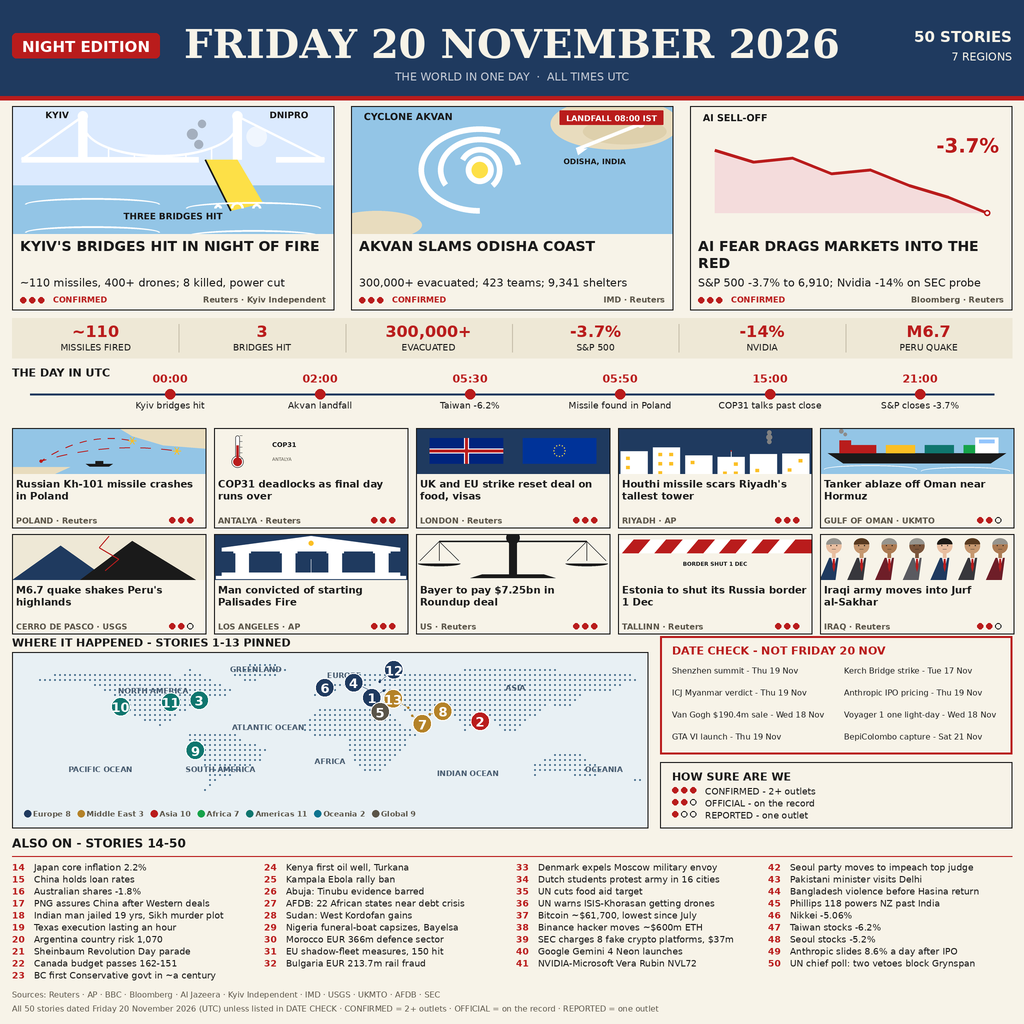 NIGHT EDITION
FRIDAY 20 NOVEMBER 2026
THE WORLD IN ONE DAY · ALL TIMES UTC
50 STORIES
7 REGIONS
KYIV
DNIPRO
THREE BRIDGES HIT
KYIV'S BRIDGES HIT IN NIGHT OF FIRE
~110 missiles, 400+ drones; 8 killed, power cut
CONFIRMED
Reuters · Kyiv Independent
CYCLONE AKVAN
LANDFALL 08:00 IST
ODISHA, INDIA
AKVAN SLAMS ODISHA COAST
300,000+ evacuated; 423 teams; 9,341 shelters
CONFIRMED
IMD · Reuters
AI SELL-OFF
-3.7%
AI FEAR DRAGS MARKETS INTO THE
RED
S&P 500 -3.7% to 6,910; Nvidia -14% on SEC probe
CONFIRMED
Bloomberg · Reuters
~110
MISSILES FIRED
3
BRIDGES HIT
300,000+
EVACUATED
-3.7%
S&P 500
-14%
NVIDIA
M6.7
PERU QUAKE
THE DAY IN UTC
00:00
Kyiv bridges hit
02:00
Akvan landfall
05:30
Taiwan -6.2%
05:50
Missile found in Poland
15:00
COP31 talks past close
21:00
S&P closes -3.7%
Russian Kh-101 missile crashes
in Poland
POLAND · Reuters
COP31
ANTALYA
COP31 deadlocks as final day
runs over
ANTALYA · Reuters
UK and EU strike reset deal on
food, visas
LONDON · Reuters
Houthi missile scars Riyadh's
tallest tower
RIYADH · AP
Tanker ablaze off Oman near
Hormuz
GULF OF OMAN · UKMTO
M6.7 quake shakes Peru's
highlands
CERRO DE PASCO · USGS
Man convicted of starting
Palisades Fire
LOS ANGELES · AP
Bayer to pay $7.25bn in
Roundup deal
US · Reuters
BORDER SHUT 1 DEC
Estonia to shut its Russia border
1 Dec
TALLINN · Reuters
Iraqi army moves into Jurf
al-Sakhar
IRAQ · Reuters
WHERE IT HAPPENED - STORIES 1-13 PINNED
GREENLAND
EUROPE
ASIA
NORTH AMERICA
ATLANTIC OCEAN
AFRICA
PACIFIC OCEAN
SOUTH AMERICA
INDIAN OCEAN
OCEANIA
12
6
4
1
13
10
11
3
5
7
8
2
9
Europe 8
Middle East 3
Asia 10
Africa 7
Americas 11
Oceania 2
Global 9
DATE CHECK - NOT FRIDAY 20 NOV
Shenzhen summit - Thu 19 Nov
Kerch Bridge strike - Tue 17 Nov
ICJ Myanmar verdict - Thu 19 Nov
Anthropic IPO pricing - Thu 19 Nov
Van Gogh $190.4m sale - Wed 18 Nov
Voyager 1 one light-day - Wed 18 Nov
GTA VI launch - Thu 19 Nov
BepiColombo capture - Sat 21 Nov
HOW SURE ARE WE
CONFIRMED - 2+ outlets
OFFICIAL - on the record
REPORTED - one outlet
ALSO ON - STORIES 14-50
14 Japan core inflation 2.2%
15 China holds loan rates
16 Australian shares -1.8%
17 PNG assures China after Western deals
18 Indian man jailed 19 yrs, Sikh murder plot
19 Texas execution lasting an hour
20 Argentina country risk 1,070
21 Sheinbaum Revolution Day parade
22 Canada budget passes 162-151
23 BC first Conservative govt in ~a century
24 Kenya first oil well, Turkana
25 Kampala Ebola rally ban
26 Abuja: Tinubu evidence barred
27 AFDB: 22 African states near debt crisis
28 Sudan: West Kordofan gains
29 Nigeria funeral-boat capsizes, Bayelsa
30 Morocco EUR 366m defence sector
31 EU shadow-fleet measures, 150 hit
32 Bulgaria EUR 213.7m rail fraud
33 Denmark expels Moscow military envoy
34 Dutch students protest army in 16 cities
35 UN cuts food aid target
36 UN warns ISIS-Khorasan getting drones
37 Bitcoin ~$61,700, lowest since July
38 Binance hacker moves ~$600m ETH
39 SEC charges 8 fake crypto platforms, $37m
40 Google Gemini 4 Neon launches
41 NVIDIA-Microsoft Vera Rubin NVL72
42 Seoul party moves to impeach top judge
43 Pakistani minister visits Delhi
44 Bangladesh violence before Hasina return
45 Phillips 118 powers NZ past India
46 Nikkei -5.06%
47 Taiwan stocks -6.2%
48 Seoul stocks -5.2%
49 Anthropic slides 8.6% a day after IPO
50 UN chief poll: two vetoes block Grynspan
Sources: Reuters · AP · BBC · Bloomberg · Al Jazeera · Kyiv Independent · IMD · USGS · UKMTO · AFDB · SEC
All 50 stories dated Friday 20 November 2026 (UTC) unless listed in DATE CHECK · CONFIRMED = 2+ outlets · OFFICIAL = on the record · REPORTED = one outlet